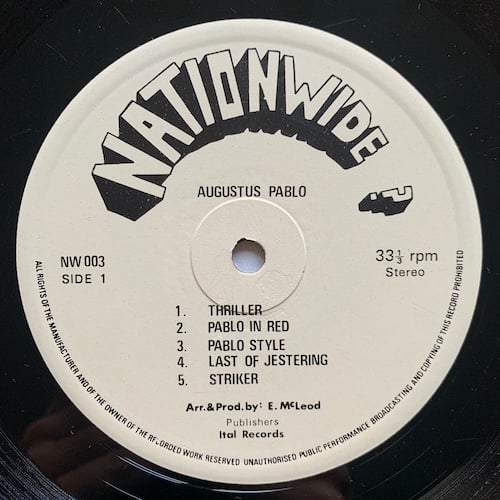 NATIONWIDE
AUGUSTUS PABLO
NW 003
SIDE 1
33⅓ rpm
Stereo
1. THRILLER
2. PABLO IN RED
3. PABLO STYLE
4. LAST OF JESTERING
5. STRIKER
Arr.& Prod.by: E. McLeod
Publishers
Ital Records
ALL RIGHTS OF THE MANUFACTURER AND OF THE OWNER OF THE RECORDED WORK RESERVED UNAUTHORISED PUBLIC PERFORMANCE BROADCASTING AND COPYING OF THIS RECORD PROHIBITED